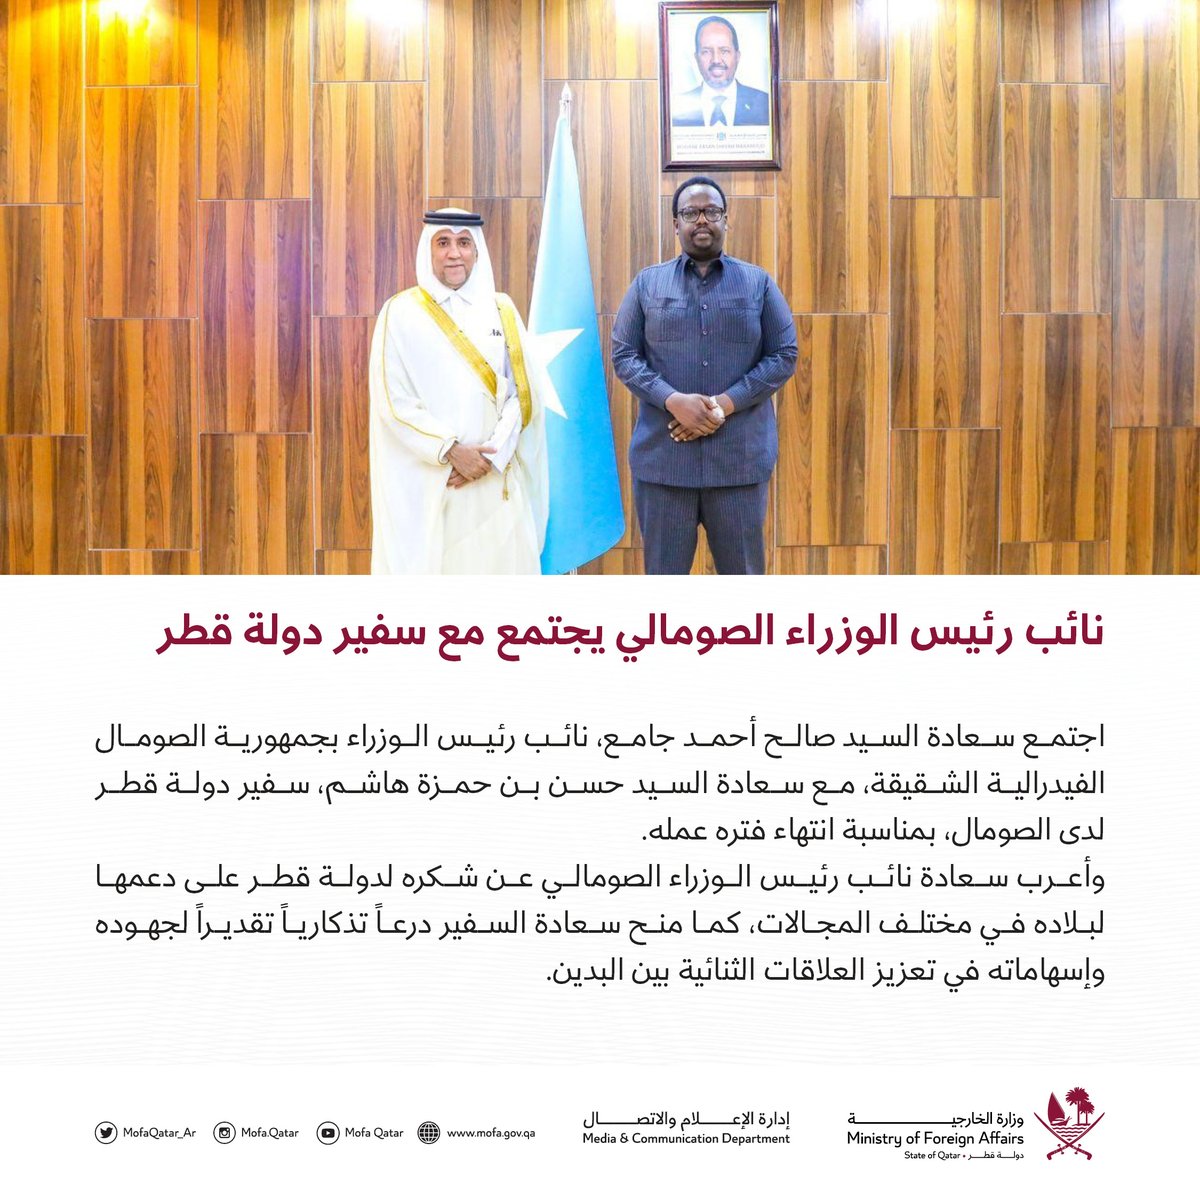 نائب رئيس الوزراء الصومالي يجتمع مع سفير دولة قطر
اجتمع سعادة السيد صالح أحمد جامع، نائب رئيس الوزراء بجمهورية الصومال
الفيدرالية الشقيقة، مع سعادة السيد حسن بن حمزة هاشم، سفير دولة قطر
لدى الصومال، بمناسبة انتهاء فتره عمله.
وأعرب سعادة نائب رئيس الوزراء الصومالي عن شكره لدولة قطر على دعمها
لبلاده في مختلف المجالات، كما منح سعادة السفير درعاً تذكارياً تقديراً لجهوده
وإسهاماته في تعزيز العلاقات الثنائية بين البدين.
وزارة الخارجية
Ministry of Foreign Affairs
State of Qatar • دولة قطر
إدارة الإعلام والاتصال
Media & Communication Department
MofaQatar_Ar Mofa.Qatar Mofa Qatar www.mofa.gov.qa